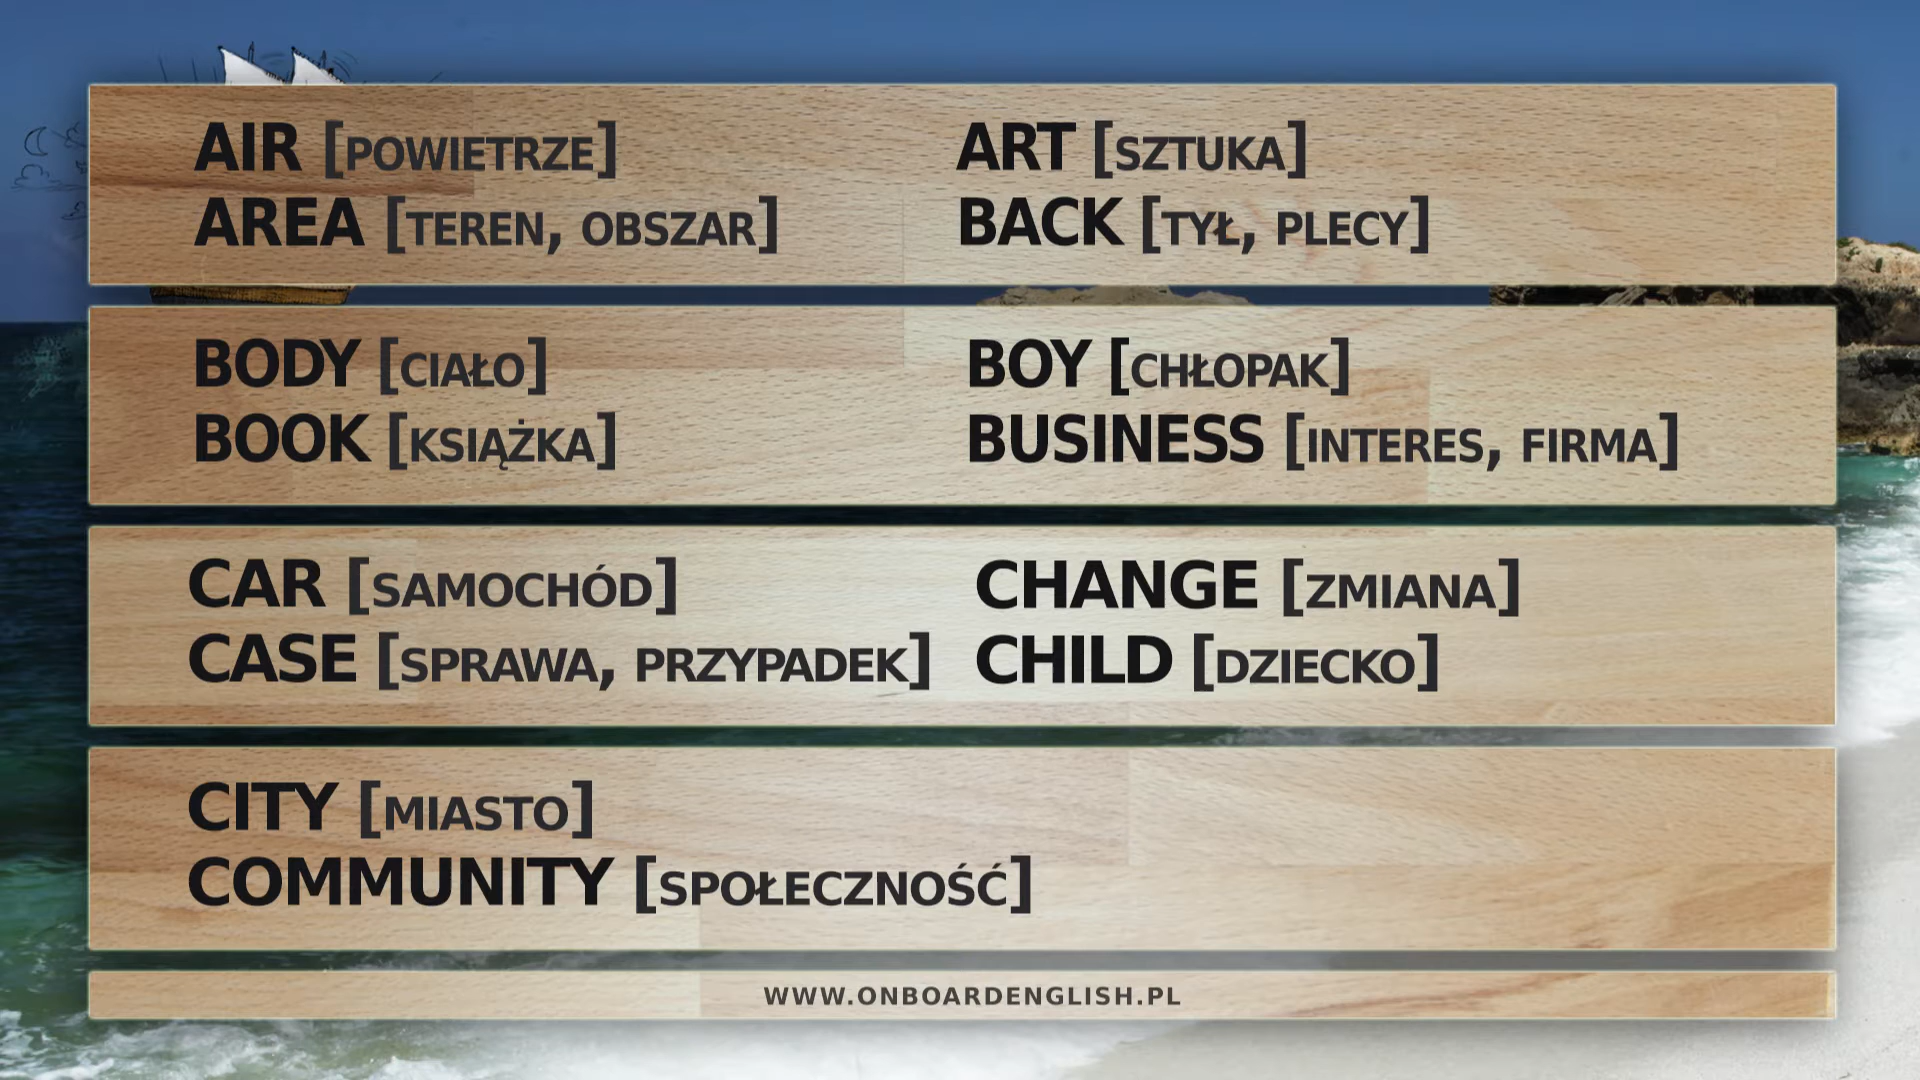 AIR [POWIETRZE]
AREA [TEREN, OBSZAR]
ART [SZTUKA]
BACK [TYŁ, PLECY]
BODY [CIAŁO]
BOOK [KSIĄŻKA]
BOY [CHŁOPAK]
BUSINESS [INTERES, FIRMA]
CAR [SAMOCHÓD]
CASE [SPRAWA, PRZYPADEK]
CHANGE [ZMIANA]
CHILD [DZIECKO]
CITY [MIASTO]
COMMUNITY [SPOŁECZNOŚĆ]
WWW.ONBOARDENGLISH.PL